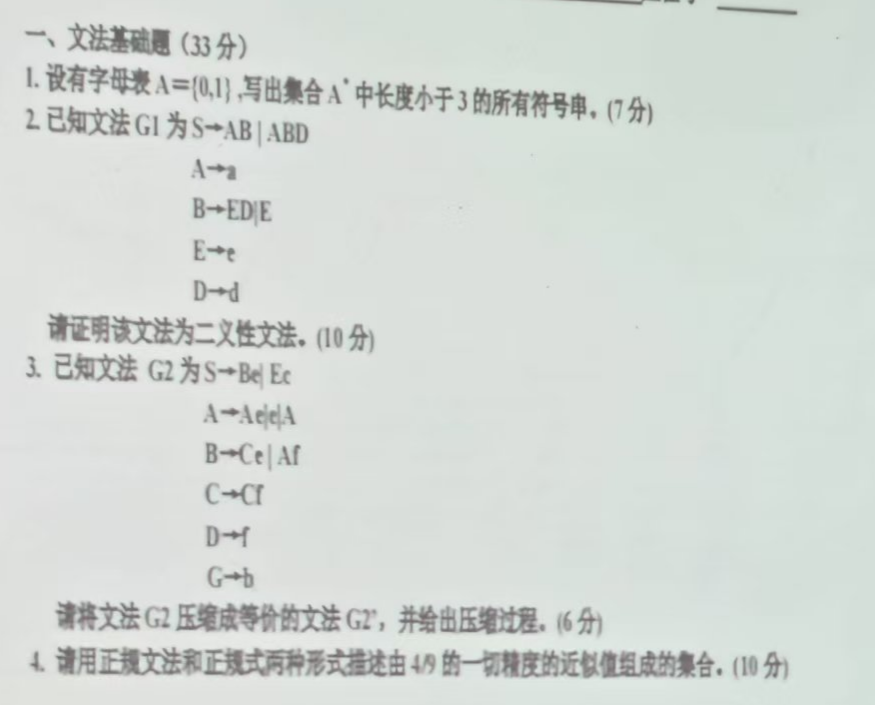 一、文法基础题（33分）
1. 设有字母表A={0,1},写出集合A*中长度小于3的所有符号串。(7分)
2. 已知文法G1为S→AB | ABD
A→a
B→ED|E
E→e
D→d
请证明该文法为二义性文法。(10分)
3. 已知文法 G2为S→Be| Ec
A→Ae|e|A
B→Ce | Af
C→Cf
D→f
G→b
请将文法G2压缩成等价的文法G2'，并给出压缩过程。(6分)
4. 请用正规文法和正规式两种形式描述由4/9的一切精度的近似值组成的集合。(10分)